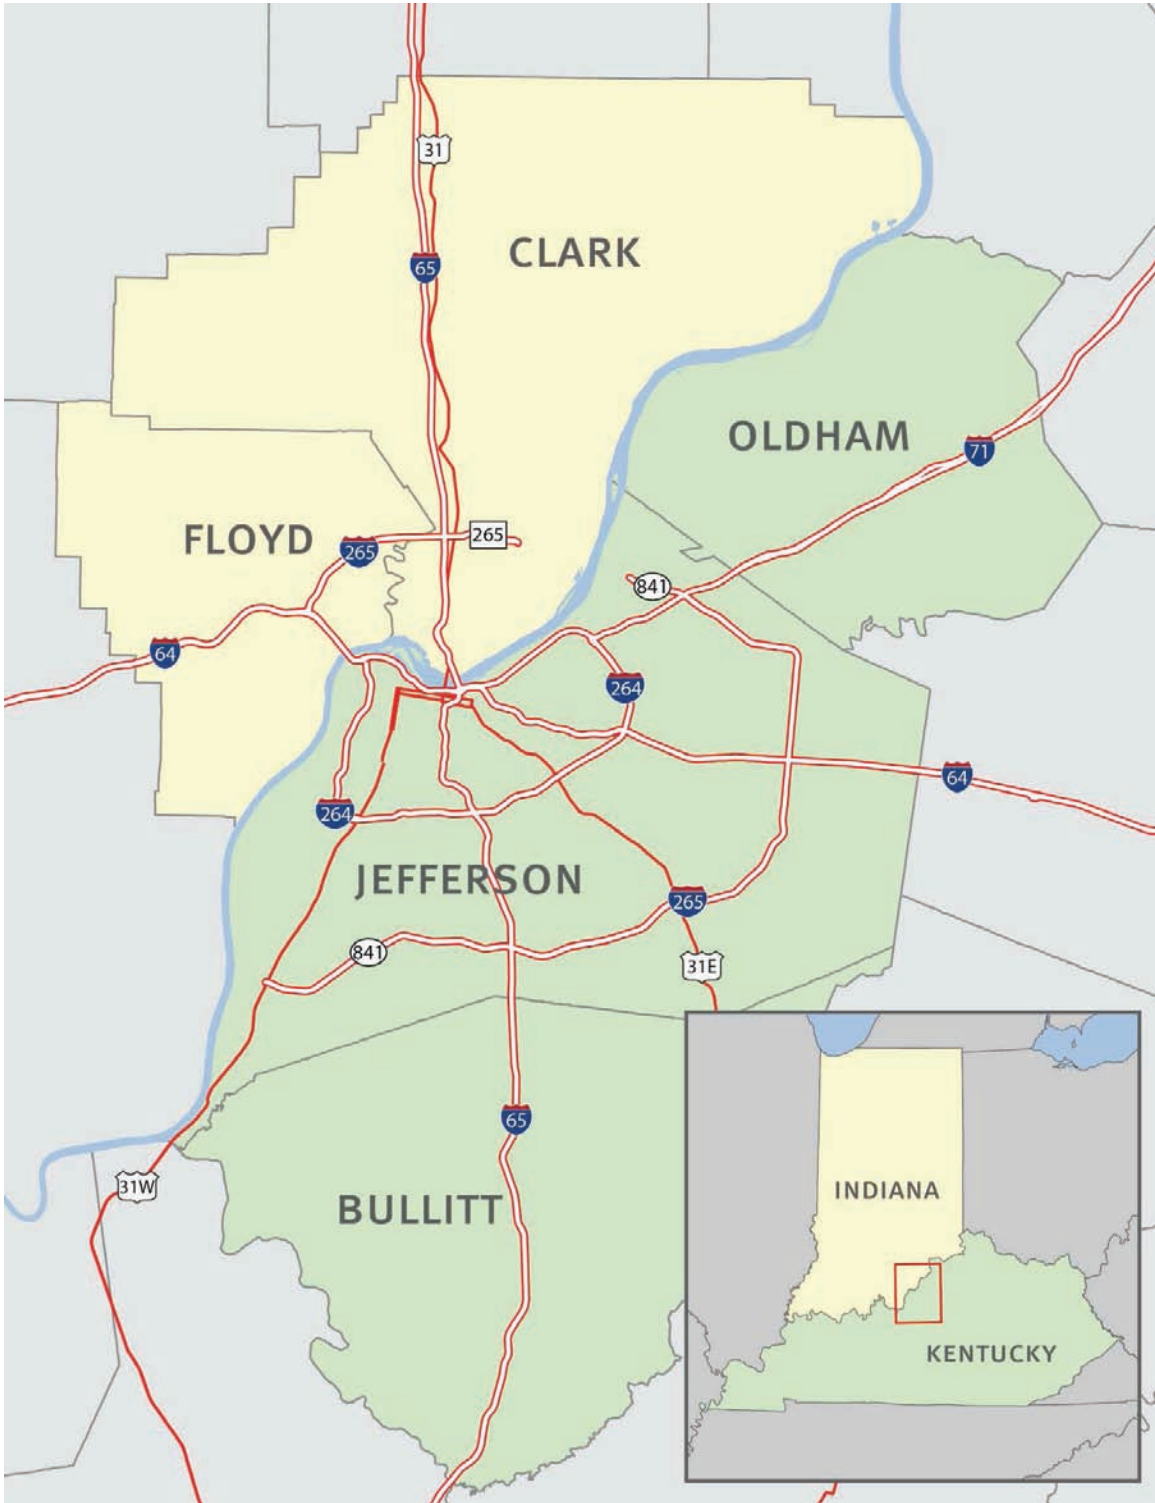 31
CLARK
65
OLDHAM
71
265
FLOYD
265
841
64
264
64
264
JEFFERSON
265
841
31E
65
31W
BULLITT
INDIANA
KENTUCKY